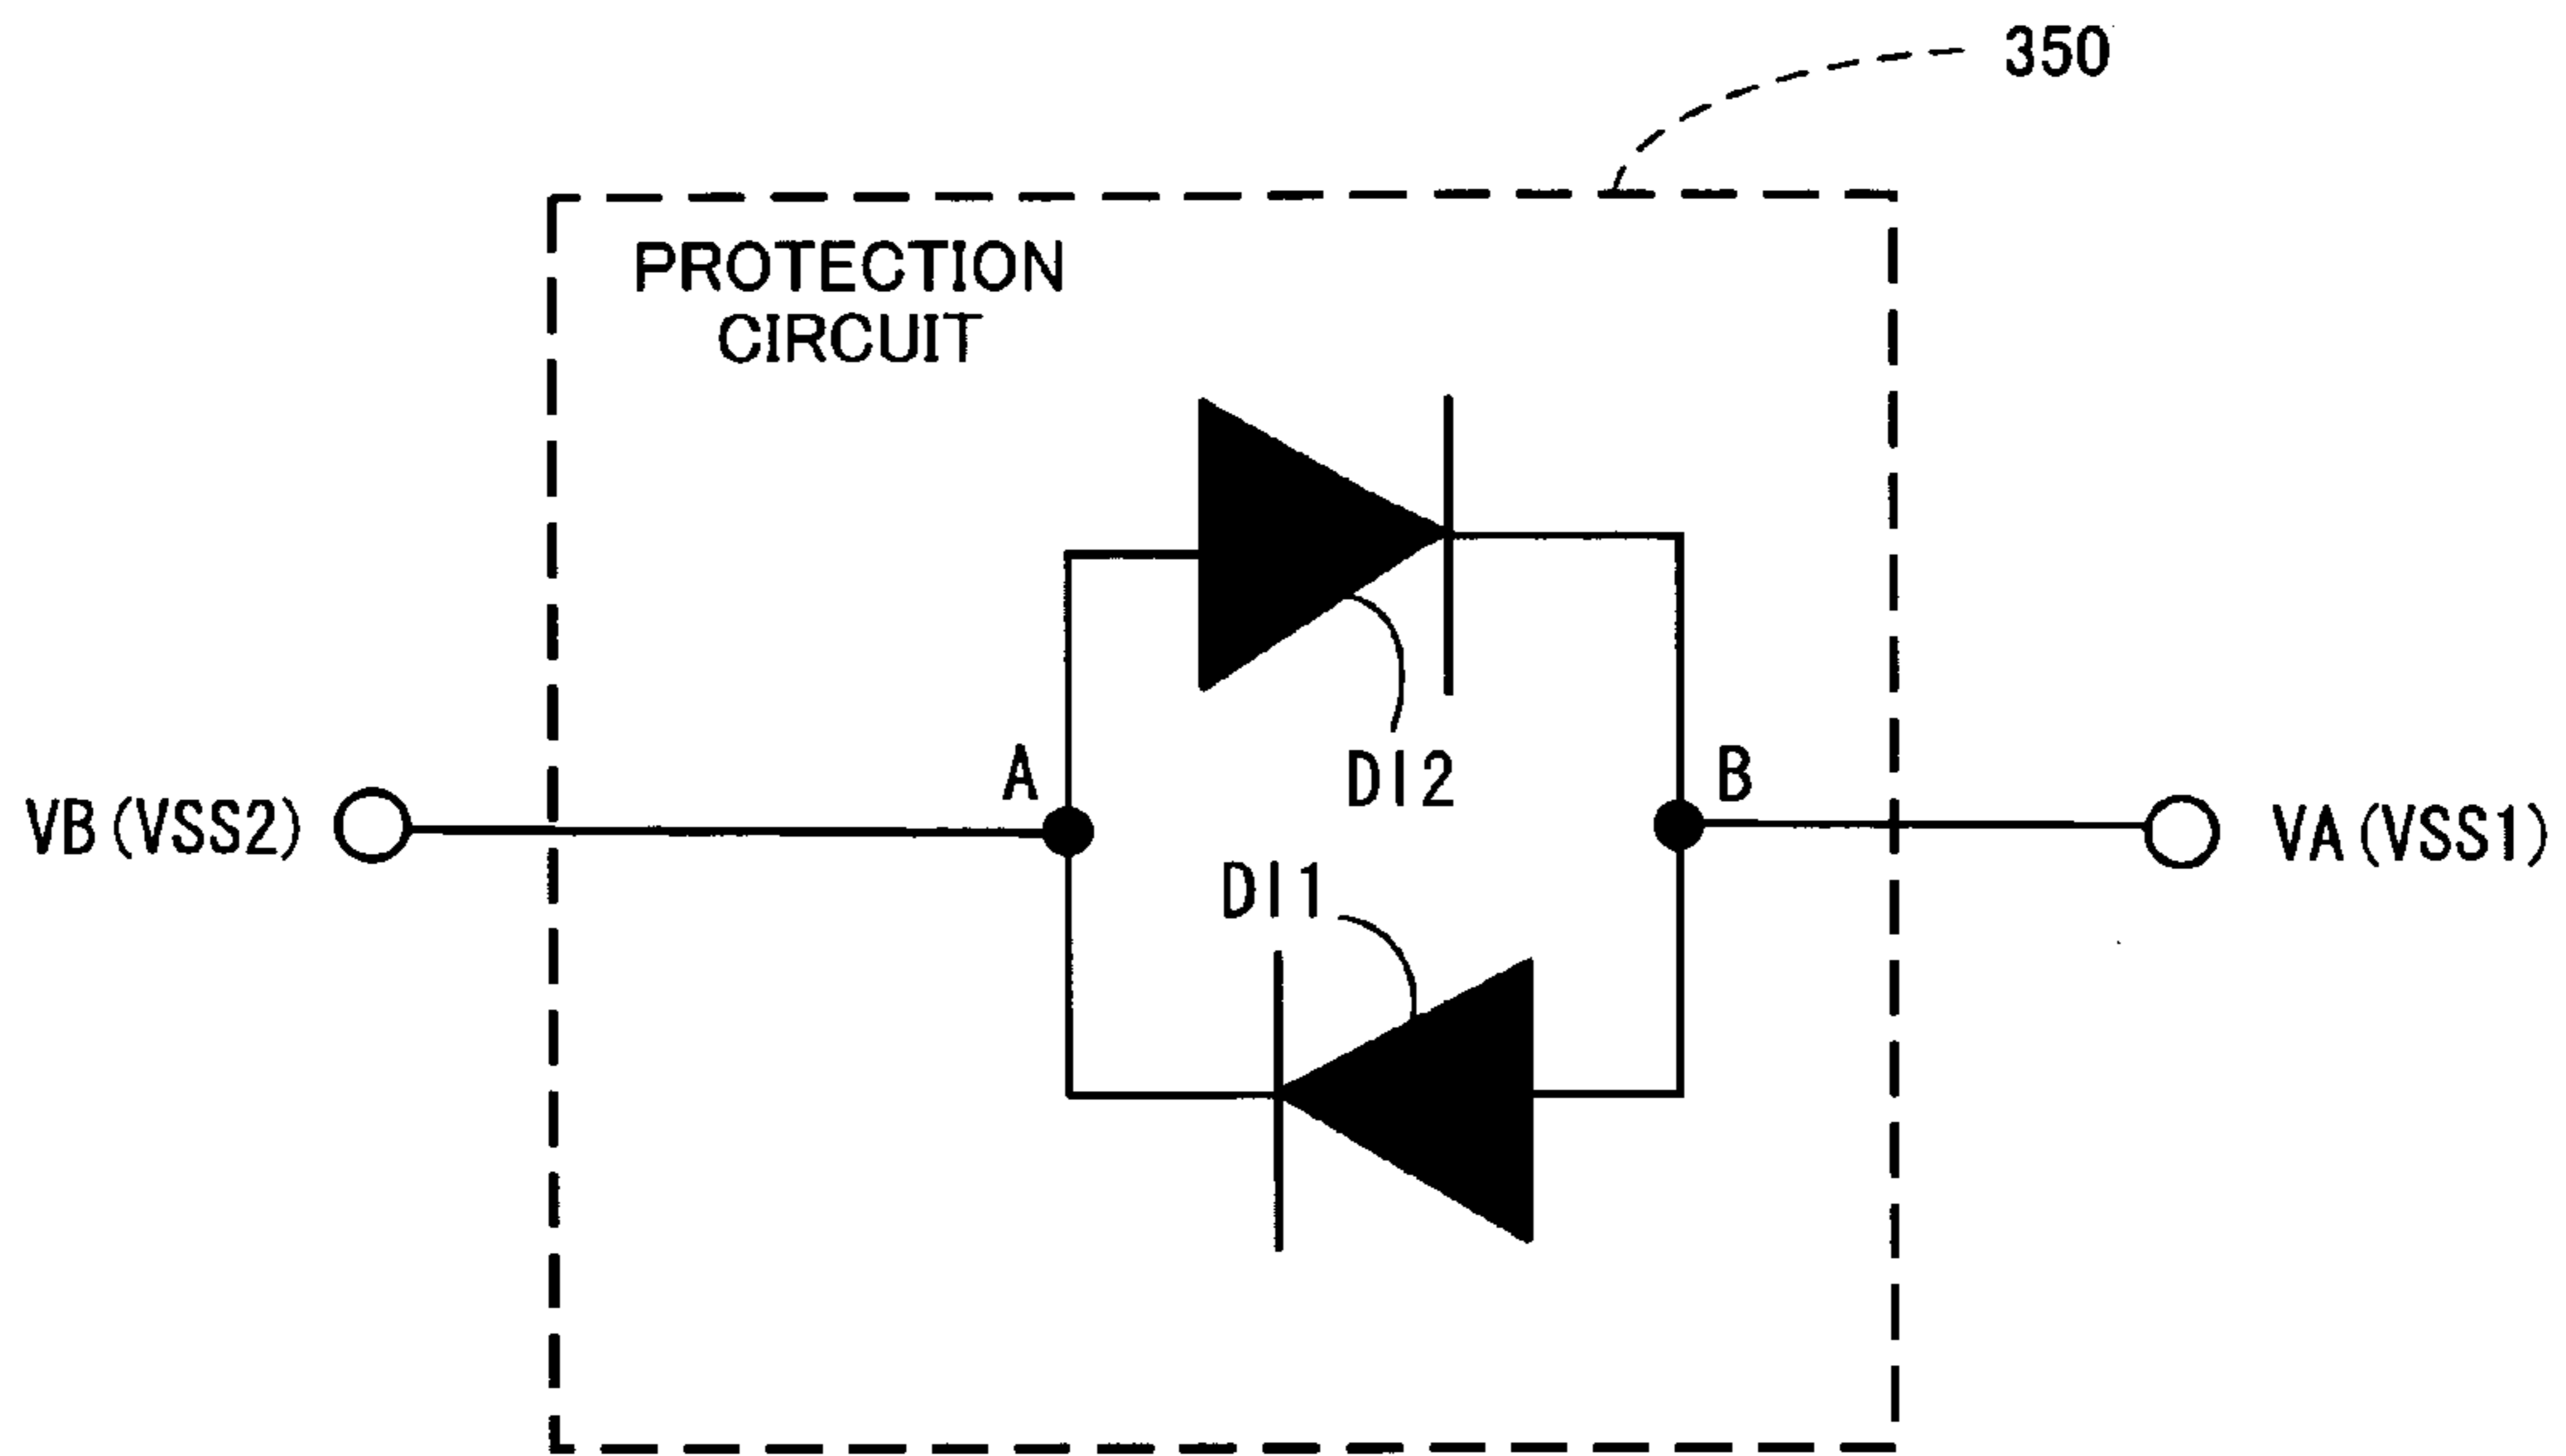 350
PROTECTION
CIRCUIT
A
DI2
B
VB(VSS2)
VA(VSS1)
DI1